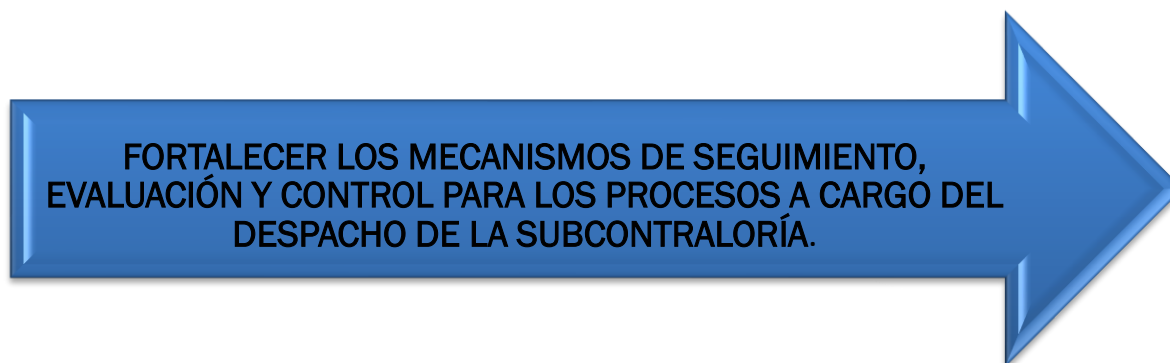 FORTALECER LOS MECANISMOS DE SEGUIMIENTO,
EVALUACIÓN Y CONTROL PARA LOS PROCESOS A CARGO DEL
DESPACHO DE LA SUBCONTRALORÍA.